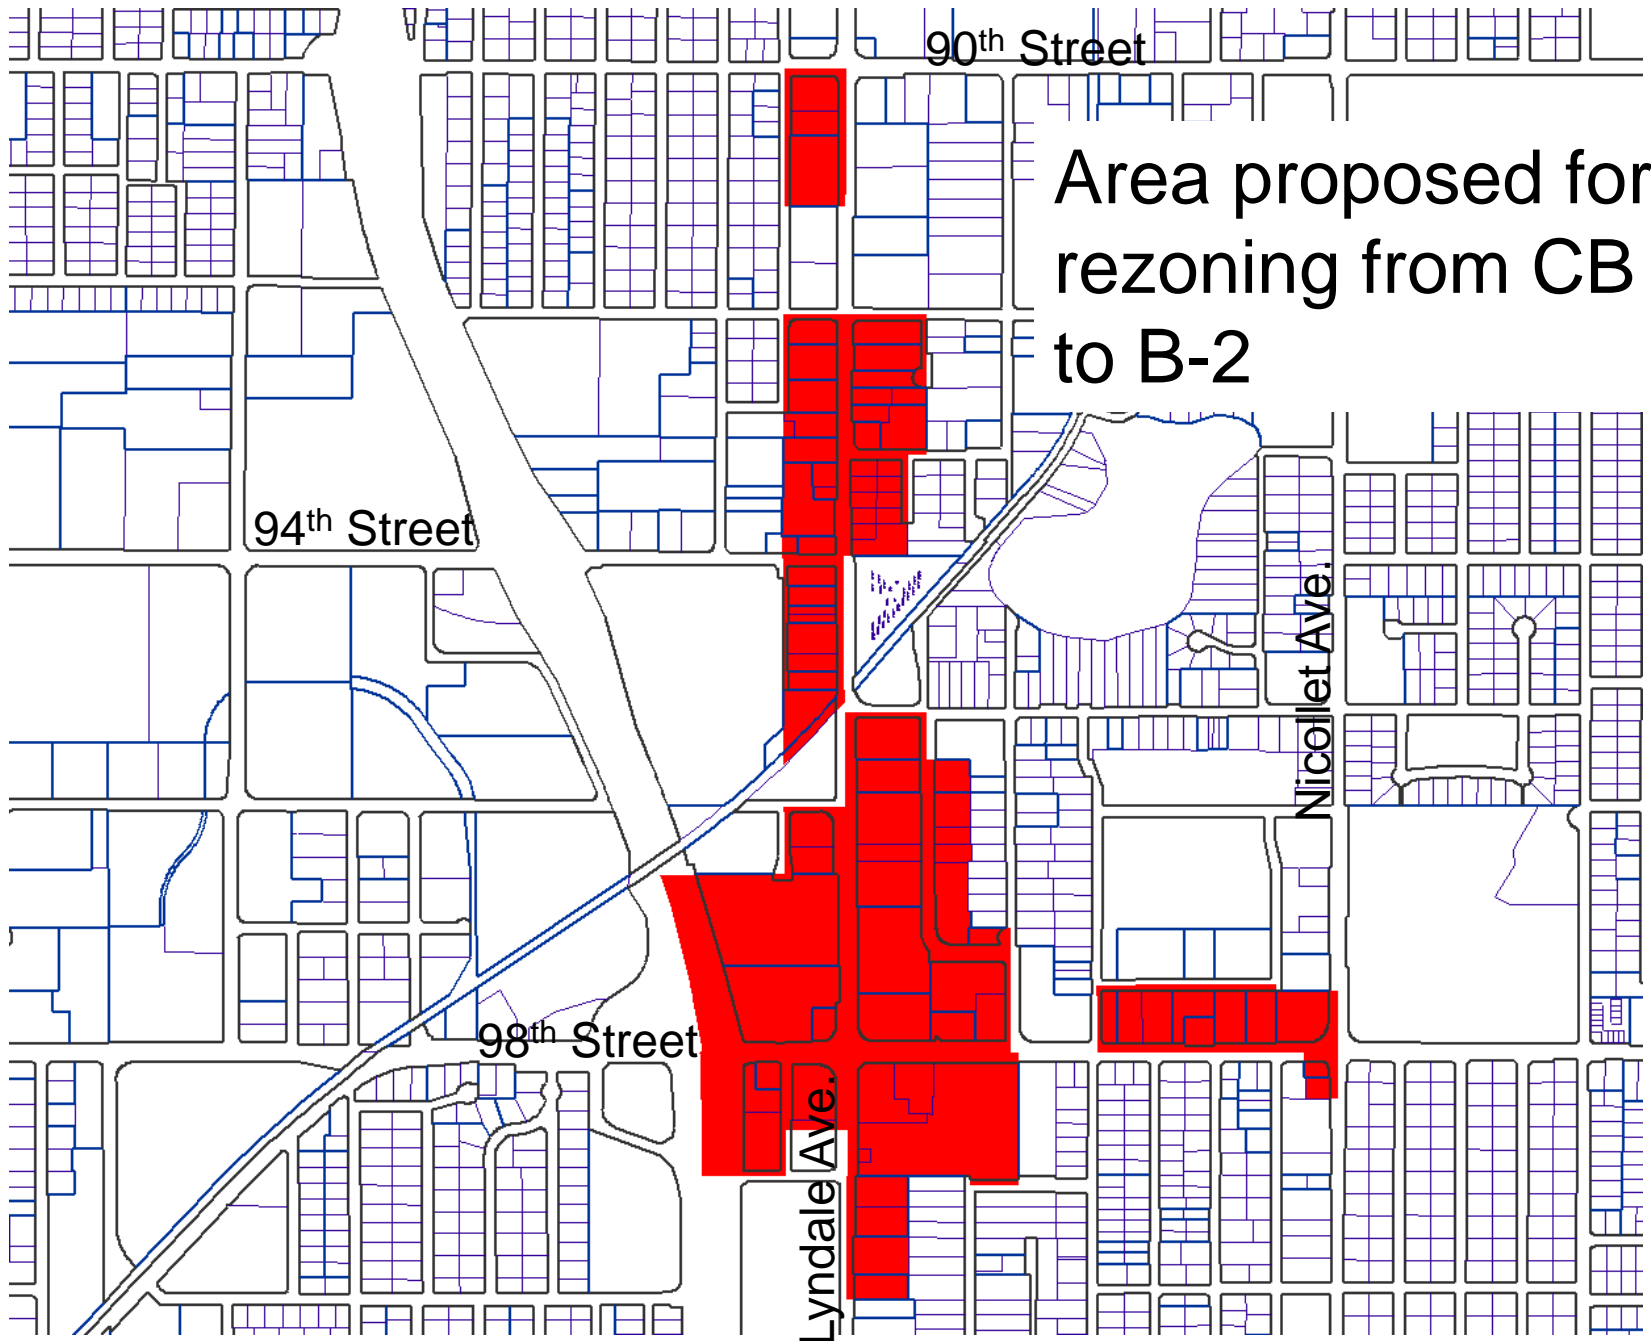 90th Street
Area proposed for
rezoning from CB
to B-2
94th Street
Nicollet Ave.
98th Street
Lyndale Ave.